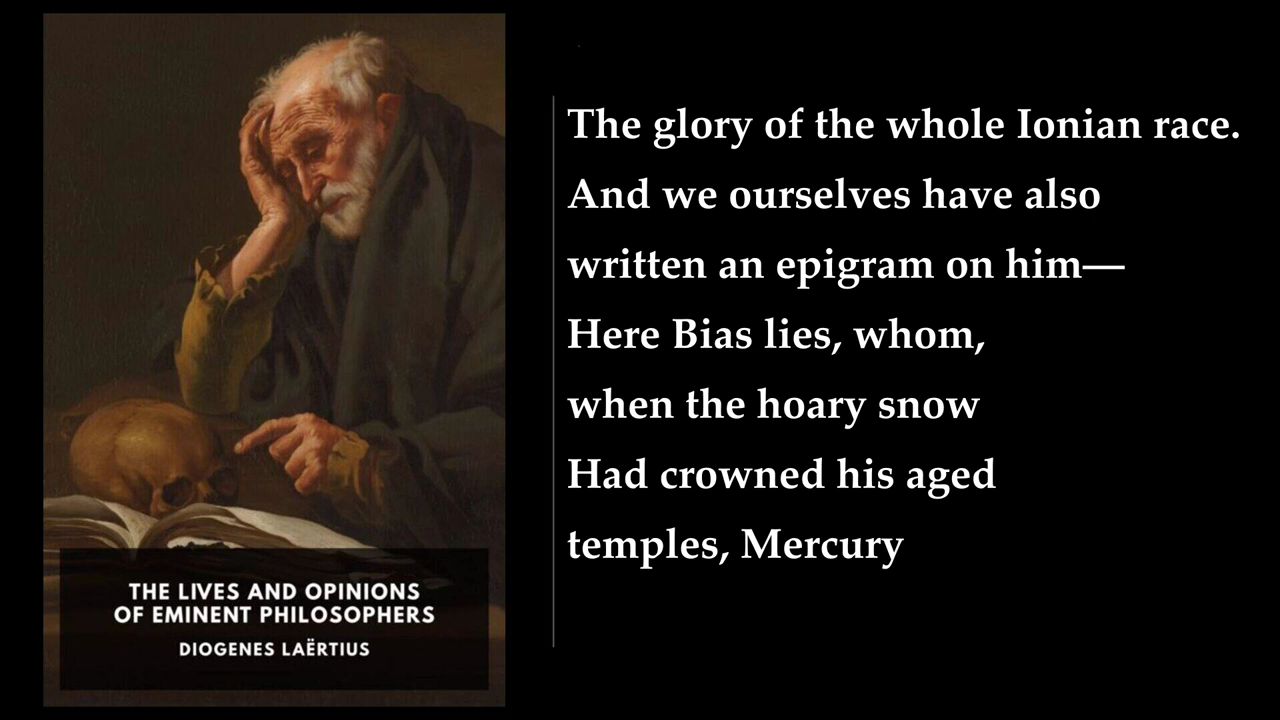 The glory of the whole Ionian race.
And we ourselves have also
written an epigram on him—
Here Bias lies, whom,
when the hoary snow
Had crowned his aged
temples, Mercury
THE LIVES AND OPINIONS
OF EMINENT PHILOSOPHERS
DIOGENES LAËRTIUS